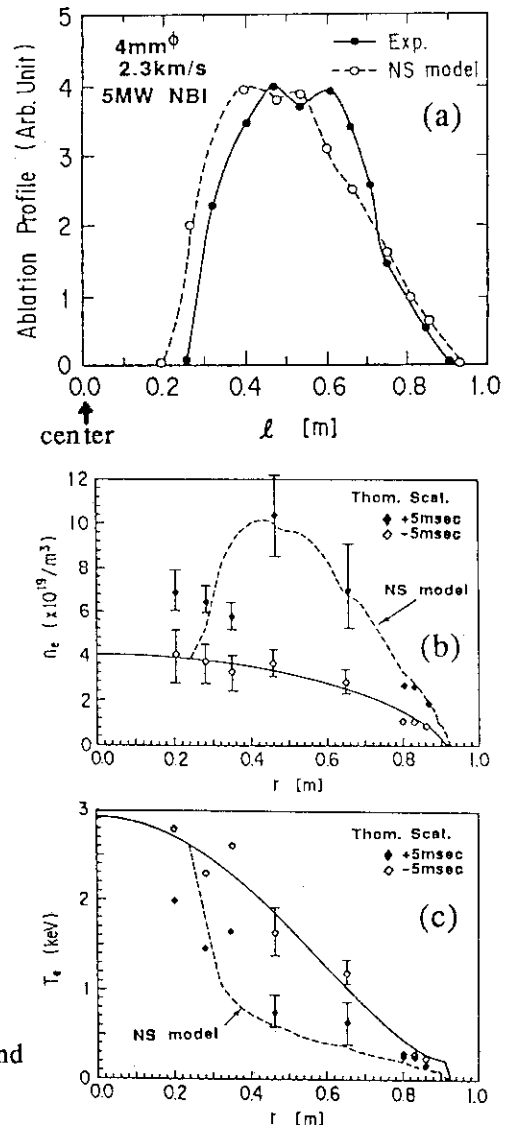 4mmφ
2.3km/s
5MW NBI
Exp.
NS model
(a)
Ablation Profile (Arb. Unit)
5
4
3
2
1
0
0.0 0.2 0.4 0.6 0.8 1.0
center
ℓ [m]
Thom. Scat.
+5msec
-5msec
NS model
(b)
ne (x10^19/m^3)
12
10
8
6
4
2
0
0.0 0.2 0.4 0.6 0.8 1.0
r [m]
Thom. Scat.
+5msec
-5msec
(c)
NS model
Te (keV)
3
2
1
0
0.0 0.2 0.4 0.6 0.8 1.0
r [m]
nd